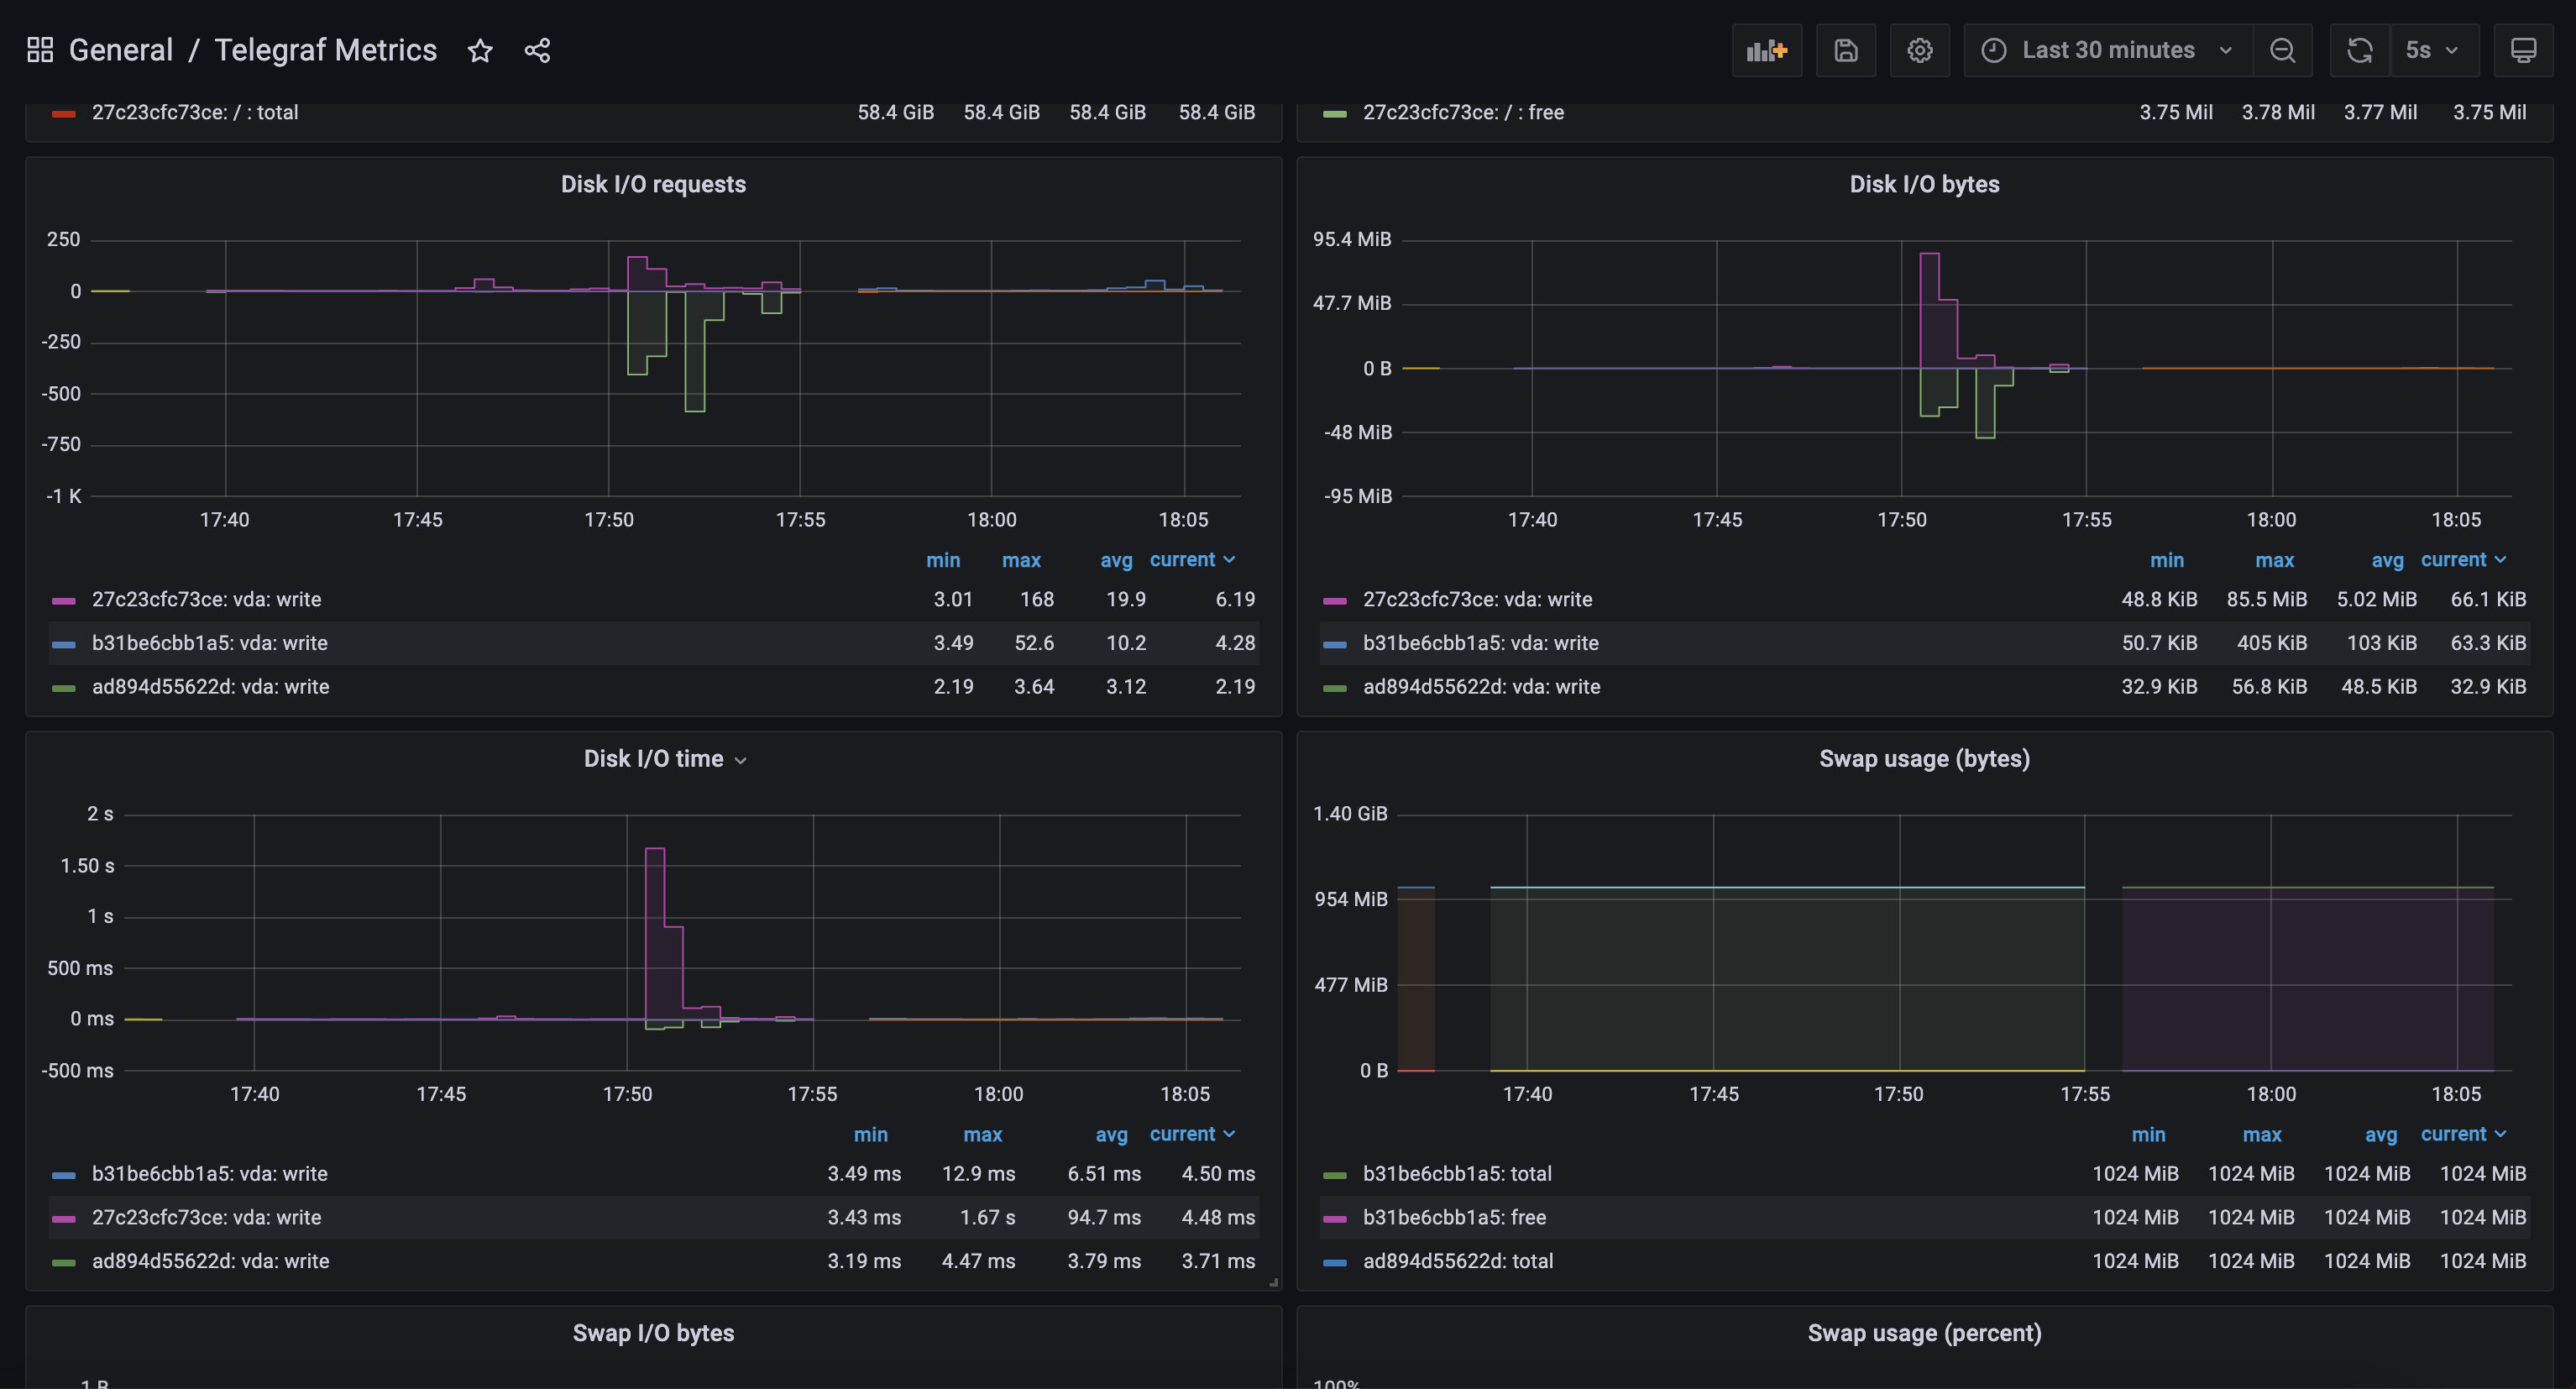 General / Telegraf Metrics
Last 30 minutes
5s
27c23cfc73ce: / : total 58.4 GiB 58.4 GiB 58.4 GiB 58.4 GiB
27c23cfc73ce: / : free 3.75 Mil 3.78 Mil 3.77 Mil 3.75 Mil
Disk I/O requests
250
0
-250
-500
-750
-1 K
17:40 17:45 17:50 17:55 18:00 18:05
min max avg current
27c23cfc73ce: vda: write 3.01 168 19.9 6.19
b31be6cbb1a5: vda: write 3.49 52.6 10.2 4.28
ad894d55622d: vda: write 2.19 3.64 3.12 2.19
Disk I/O bytes
95.4 MiB
47.7 MiB
0 B
-48 MiB
-95 MiB
17:40 17:45 17:50 17:55 18:00 18:05
min max avg current
27c23cfc73ce: vda: write 48.8 KiB 85.5 MiB 5.02 MiB 66.1 KiB
b31be6cbb1a5: vda: write 50.7 KiB 405 KiB 103 KiB 63.3 KiB
ad894d55622d: vda: write 32.9 KiB 56.8 KiB 48.5 KiB 32.9 KiB
Disk I/O time
2 s
1.50 s
1 s
500 ms
0 ms
-500 ms
17:40 17:45 17:50 17:55 18:00 18:05
min max avg current
b31be6cbb1a5: vda: write 3.49 ms 12.9 ms 6.51 ms 4.50 ms
27c23cfc73ce: vda: write 3.43 ms 1.67 s 94.7 ms 4.48 ms
ad894d55622d: vda: write 3.19 ms 4.47 ms 3.79 ms 3.71 ms
Swap usage (bytes)
1.40 GiB
954 MiB
477 MiB
0 B
17:40 17:45 17:50 17:55 18:00 18:05
min max avg current
b31be6cbb1a5: total 1024 MiB 1024 MiB 1024 MiB 1024 MiB
b31be6cbb1a5: free 1024 MiB 1024 MiB 1024 MiB 1024 MiB
ad894d55622d: total 1024 MiB 1024 MiB 1024 MiB 1024 MiB
Swap I/O bytes
1 B
Swap usage (percent)
100%